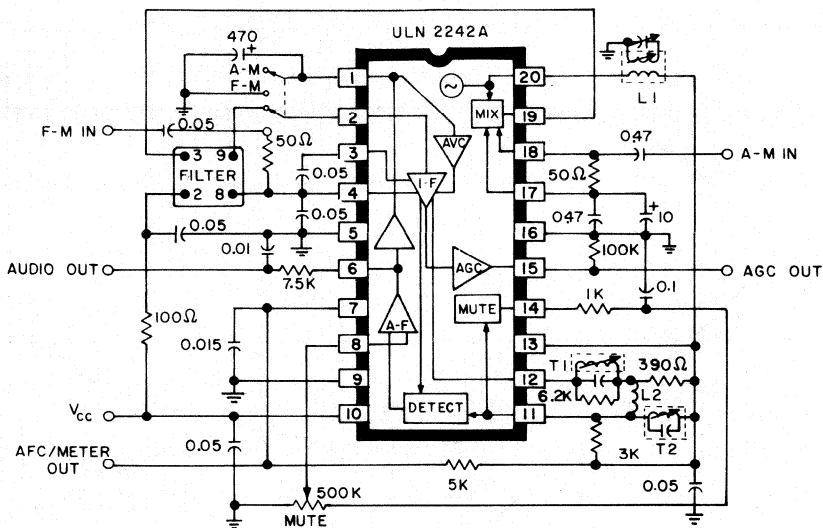 ULN 2242A
470
+
A-M
F-M
F-M IN
0.05
50Ω
3 9
FILTER
2 8
0.05
0.05
0.05
0.01
AUDIO OUT
7.5K
100Ω
0.015
Vcc
0.05
AFC/METER
OUT
500K
MUTE
5K
1
2
3
4
5
6
7
8
9
10
AVC
I-F
AGC
MUTE
A-F
DETECT
MIX
~
20
19
18
17
16
15
14
13
12
11
L1
0.47
A-M IN
50Ω
0.47
+
10
100K
AGC OUT
0.1
1K
T1
390Ω
6.2K
L2
T2
3K
0.05